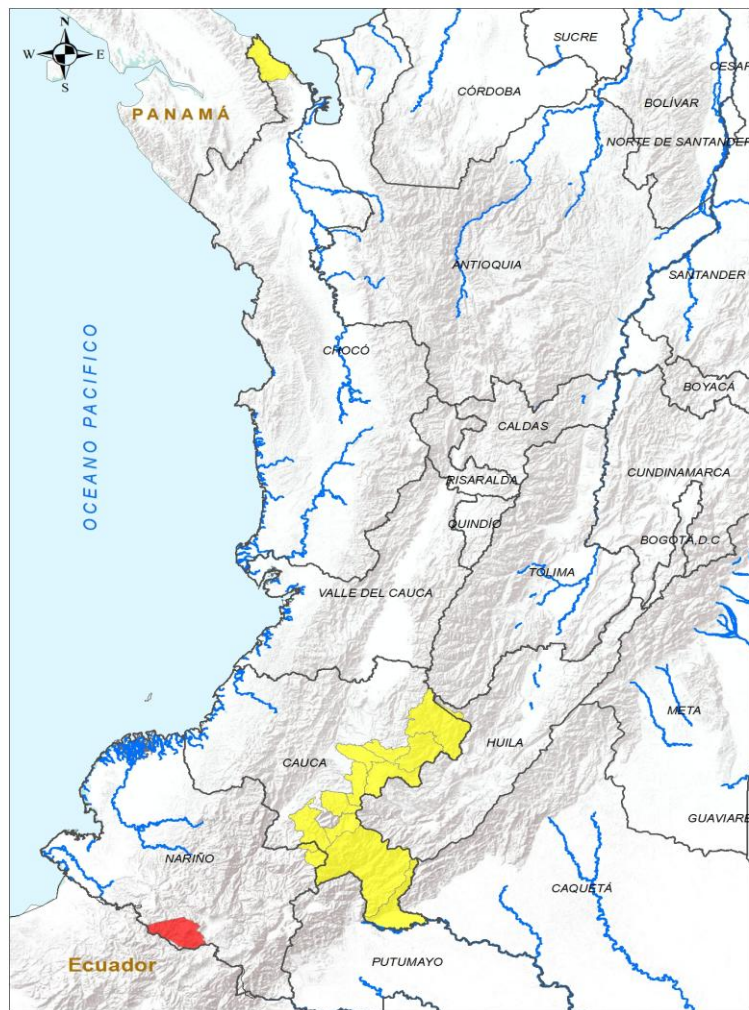 N
W E
S
SUCRE
CESAR
CÓRDOBA
BOLÍVAR
PANAMÁ
NORTE DE SANTANDER
ANTIOQUIA
SANTANDER
OCEANO PACIFICO
CHOCÓ
BOYACÁ
CALDAS
CUNDINAMARCA
RISARALDA
QUINDÍO
BOGOTÁ,D.C
TOLIMA
VALLE DEL CAUCA
META
HUILA
CAUCA
GUAVIARE
NARIÑO
CAQUETÁ
Ecuador
PUTUMAYO